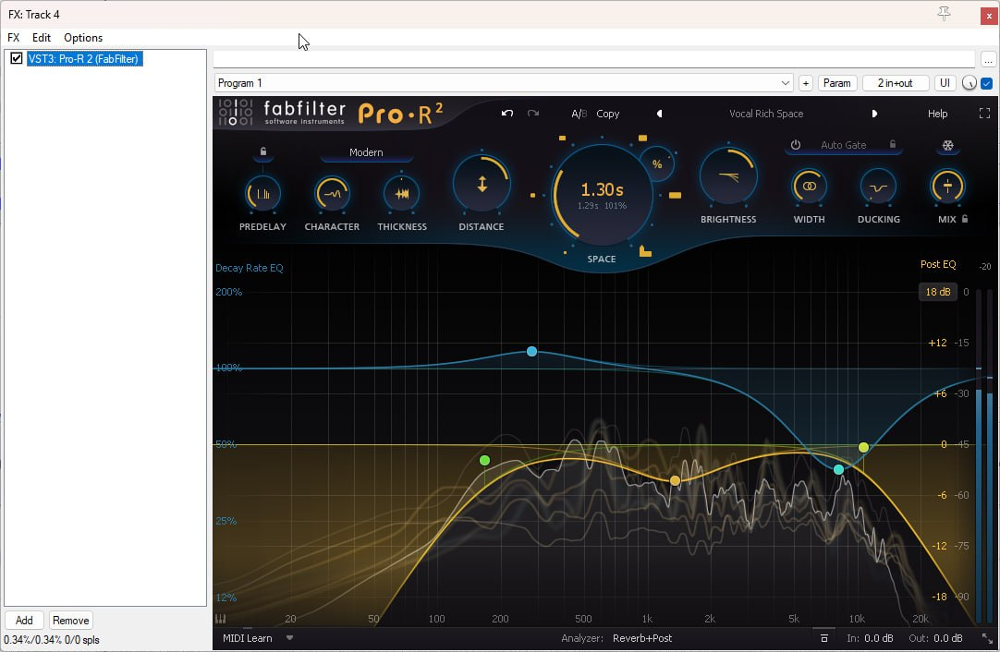 FX: Track 4
FX Edit Options
VST3: Pro-R 2 (FabFilter)
...
Program 1
+ Param 2 in+out UI
fabfilter
software instruments
Pro·R²
A/B Copy
Vocal Rich Space
Help
Modern
Auto Gate
%
1.30s
1.29s 101%
PREDELAY CHARACTER THICKNESS DISTANCE SPACE BRIGHTNESS WIDTH DUCKING MIX
Decay Rate EQ
Post EQ -20
200%
18 dB 0
+12 -15
100%
+6 -30
50%
0 -45
-6 -60
25%
-12 -75
12%
-18 -90
20 50 100 200 500 1k 2k 5k 10k 20k
Add Remove
0.34%/0.34% 0/0 spls
MIDI Learn
Analyzer: Reverb+Post
In: 0.0 dB Out: 0.0 dB